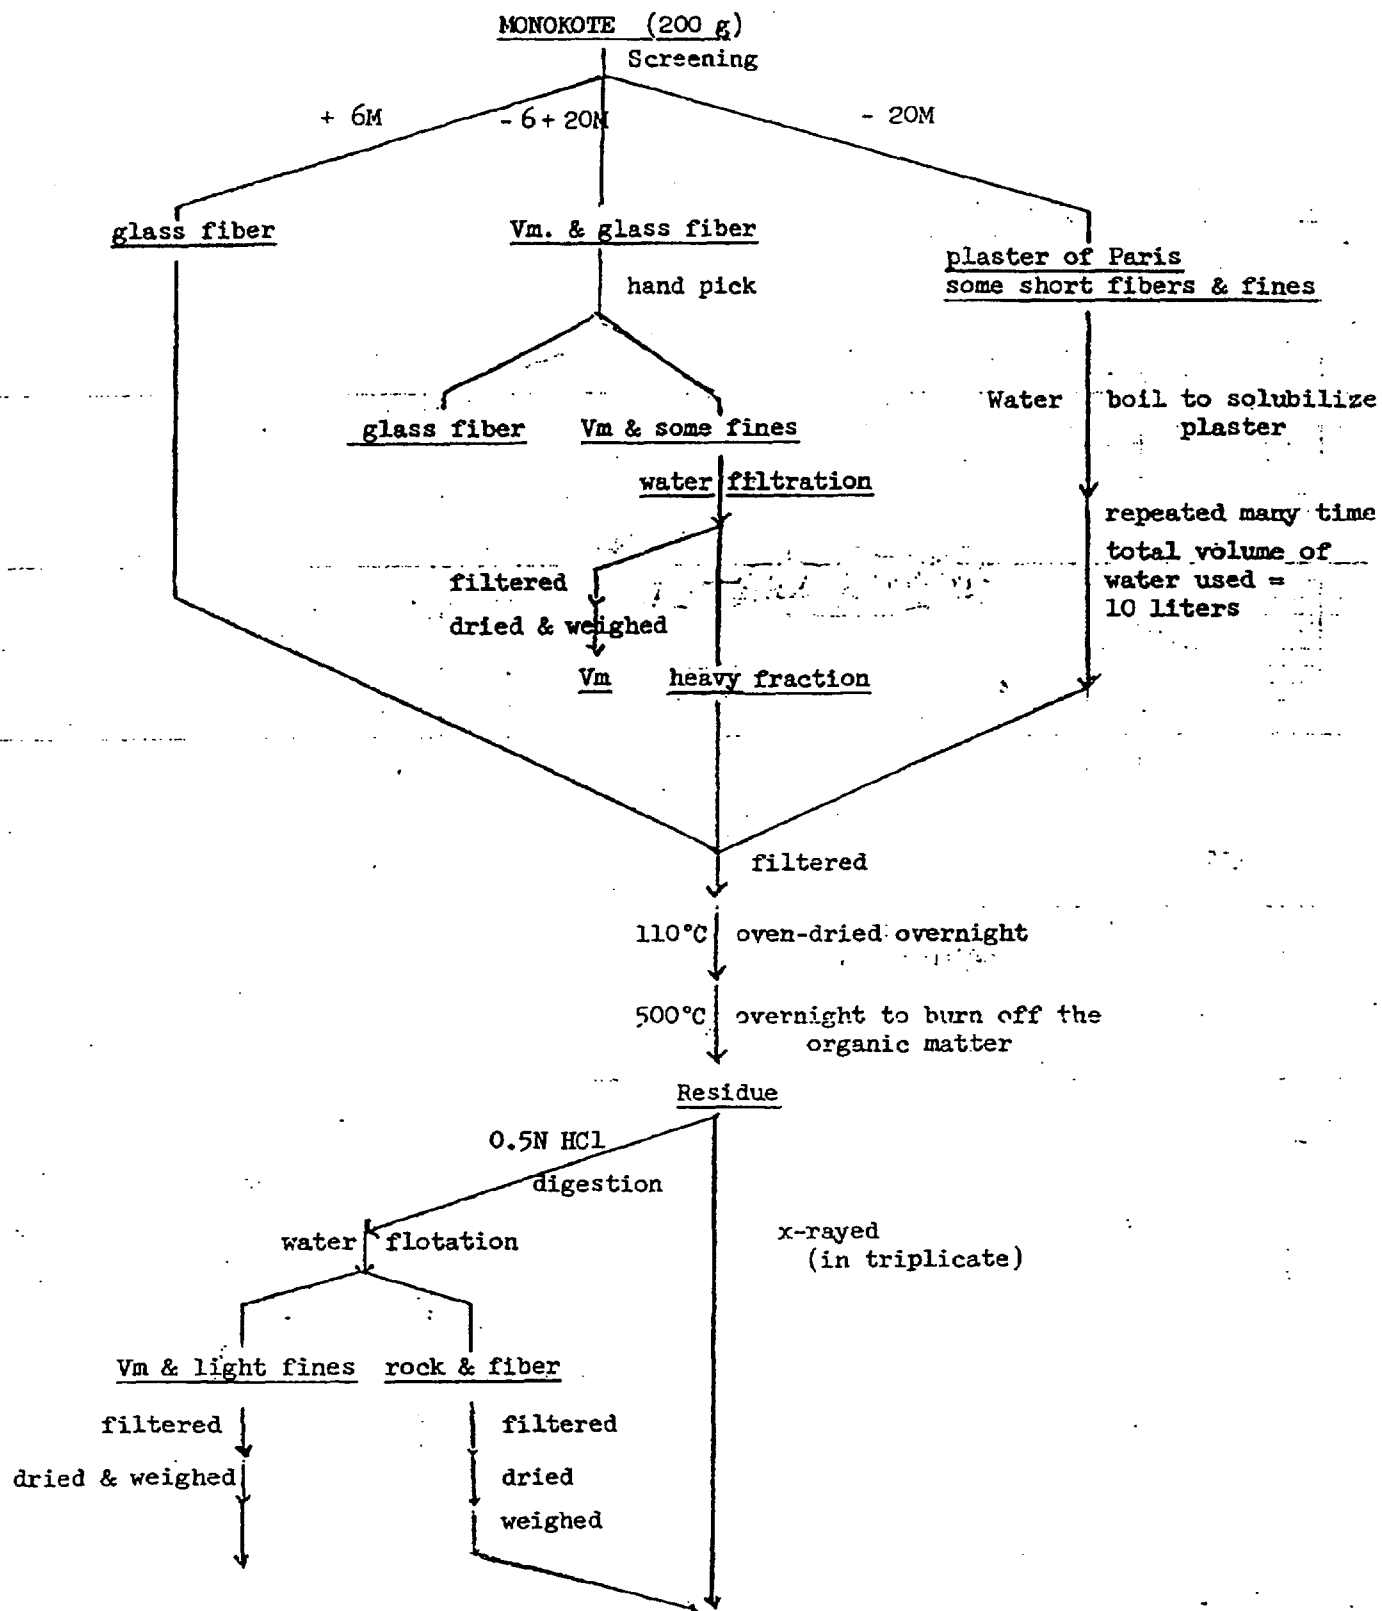 MONOKOTE (200 g)
Screening
+ 6M
- 6 + 20M
- 20M
glass fiber
Vm. & glass fiber
plaster of Paris
some short fibers & fines
hand pick
glass fiber
Vm & some fines
Water
boil to solubilize
plaster
water filtration
repeated many time
total volume of
water used =
10 liters
filtered
dried & weighed
Vm
heavy fraction
filtered
110°C
oven-dried overnight
500°C
overnight to burn off the
organic matter
Residue
0.5N HCl
digestion
water flotation
x-rayed
(in triplicate)
Vm & light fines
rock & fiber
filtered
dried & weighed
filtered
dried
weighed